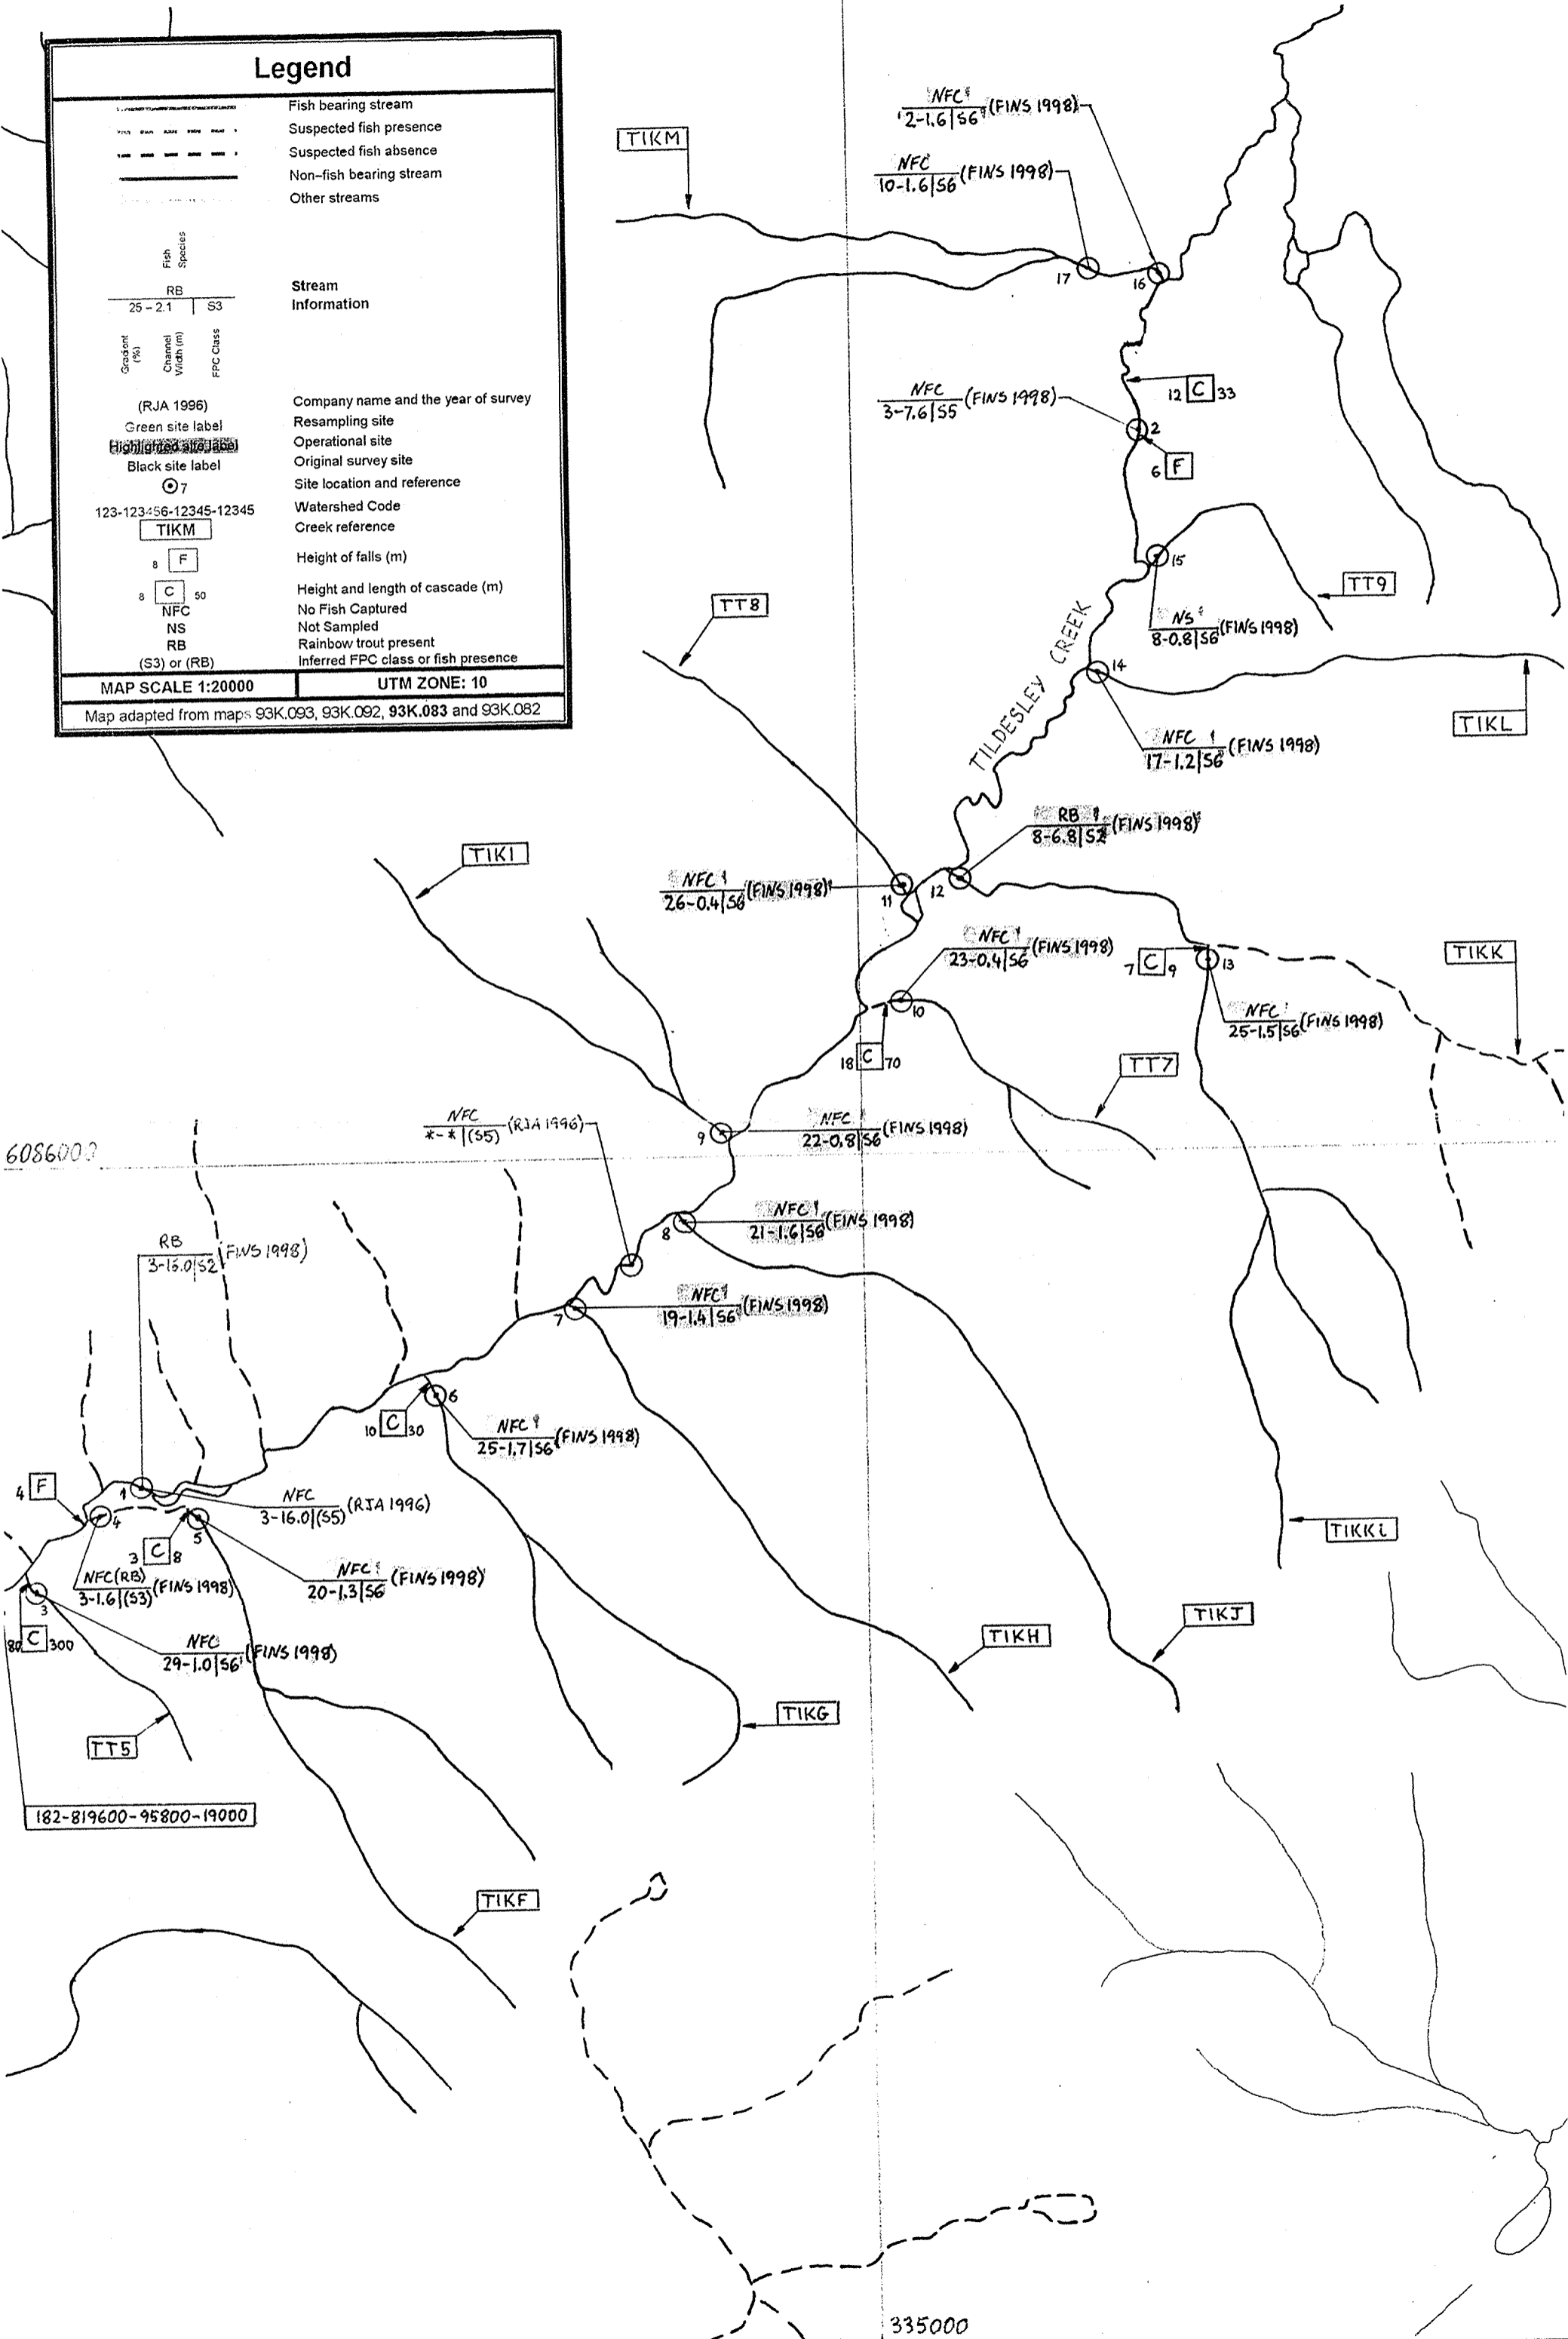 Legend
Fish bearing stream
Suspected fish presence
Suspected fish absence
Non-fish bearing stream
Other streams
Fish Species
RB
25 – 2.1 | S3
Stream Information
Gradient (%)
Channel Width (m)
FPC Class
(RJA 1996) Company name and the year of survey
Green site label Resampling site
Highlighted site label Operational site
Black site label Original survey site
7 Site location and reference
123-123456-12345-12345 Watershed Code
TIKM Creek reference
8 F Height of falls (m)
8 C 50 Height and length of cascade (m)
NFC No Fish Captured
NS Not Sampled
RB Rainbow trout present
(S3) or (RB) Inferred FPC class or fish presence
MAP SCALE 1:20000 UTM ZONE: 10
Map adapted from maps 93K.093, 93K.092, 93K.083 and 93K.082
NFC
2-1.6|S6 (FINS 1998)
TIKM
NFC
10-1.6|S6 (FINS 1998)
17
16
12 C 33
NFC
3-7.6|S5 (FINS 1998)
2
6 F
15
TT9
NS
8-0.8|S6 (FINS 1998)
TT8
TILDESLEY CREEK
14
TIKL
NFC
17-1.2|S6 (FINS 1998)
RB
8-6.8|S2 (FINS 1998)
TIKI
NFC
26-0.4|S6 (FINS 1998)
11
12
NFC
23-0.4|S6 (FINS 1998)
7 C 9
13
TIKK
10
NFC
25-1.5|S6 (FINS 1998)
18 C 70
TT7
NFC
*-*|(S5) (RJA 1996)
9
NFC
22-0.8|S6 (FINS 1998)
6086000
8
NFC
21-1.6|S6 (FINS 1998)
RB
3-16.0|S2 (FINS 1998)
7
NFC
19-1.4|S6 (FINS 1998)
6
10 C 30
NFC
25-1.7|S6 (FINS 1998)
4 F
1
NFC
3-16.0|(S5) (RJA 1996)
4
5
3 C 8
TIKKi
NFC(RB)
3-1.6|(S3) (FINS 1998)
NFC
20-1.3|S6 (FINS 1998)
3
80 C 300
NFC
29-1.0|S6 (FINS 1998)
TIKH
TIKJ
TIKG
TT5
182-819600-95800-19000
TIKF
335000